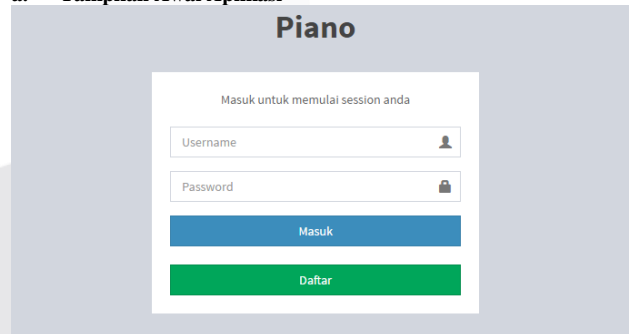 Piano
Masuk untuk memulai session anda
Username
Password
Masuk
Daftar